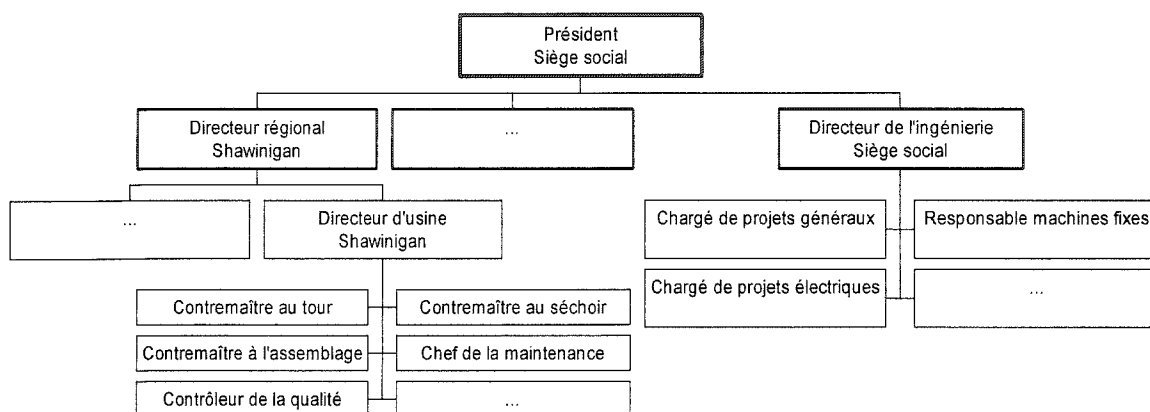 Président
Siège social
Directeur régional
Shawinigan
...
Directeur de l'ingénierie
Siège social
...
Directeur d'usine
Shawinigan
Chargé de projets généraux
Responsable machines fixes
Chargé de projets électriques
...
Contremaître au tour
Contremaître au séchoir
Contremaître à l'assemblage
Chef de la maintenance
Contrôleur de la qualité
...